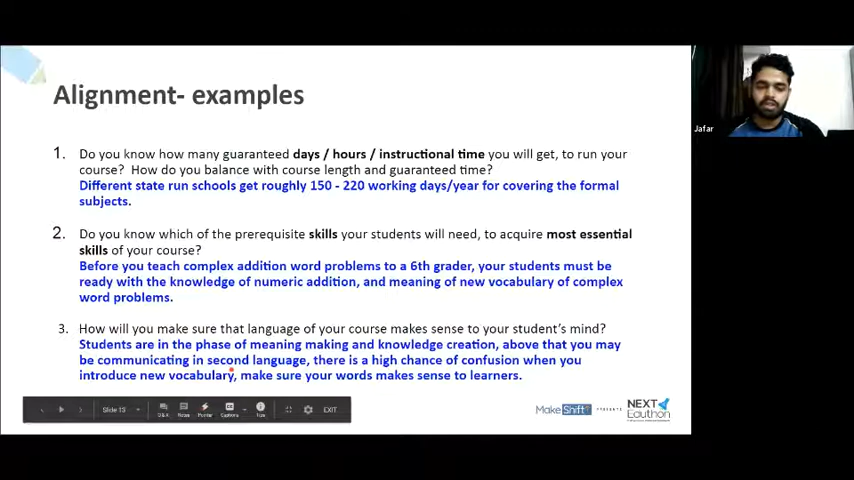 Alignment- examples
1. Do you know how many guaranteed days / hours / instructional time you will get, to run your
course? How do you balance with course length and guaranteed time?
Different state run schools get roughly 150 - 220 working days/year for covering the formal
subjects.
2. Do you know which of the prerequisite skills your students will need, to acquire most essential
skills of your course?
Before you teach complex addition word problems to a 6th grader, your students must be
ready with the knowledge of numeric addition, and meaning of new vocabulary of complex
word problems.
3. How will you make sure that language of your course makes sense to your student's mind?
Students are in the phase of meaning making and knowledge creation, above that you may
be communicating in second language, there is a high chance of confusion when you
introduce new vocabulary, make sure your words makes sense to learners.
Slide 13
Q & A
Notes
Pointer
Captions
Tips
EXIT
MakeShift
PRESENTS
NEXT
Eduthon
Jafar